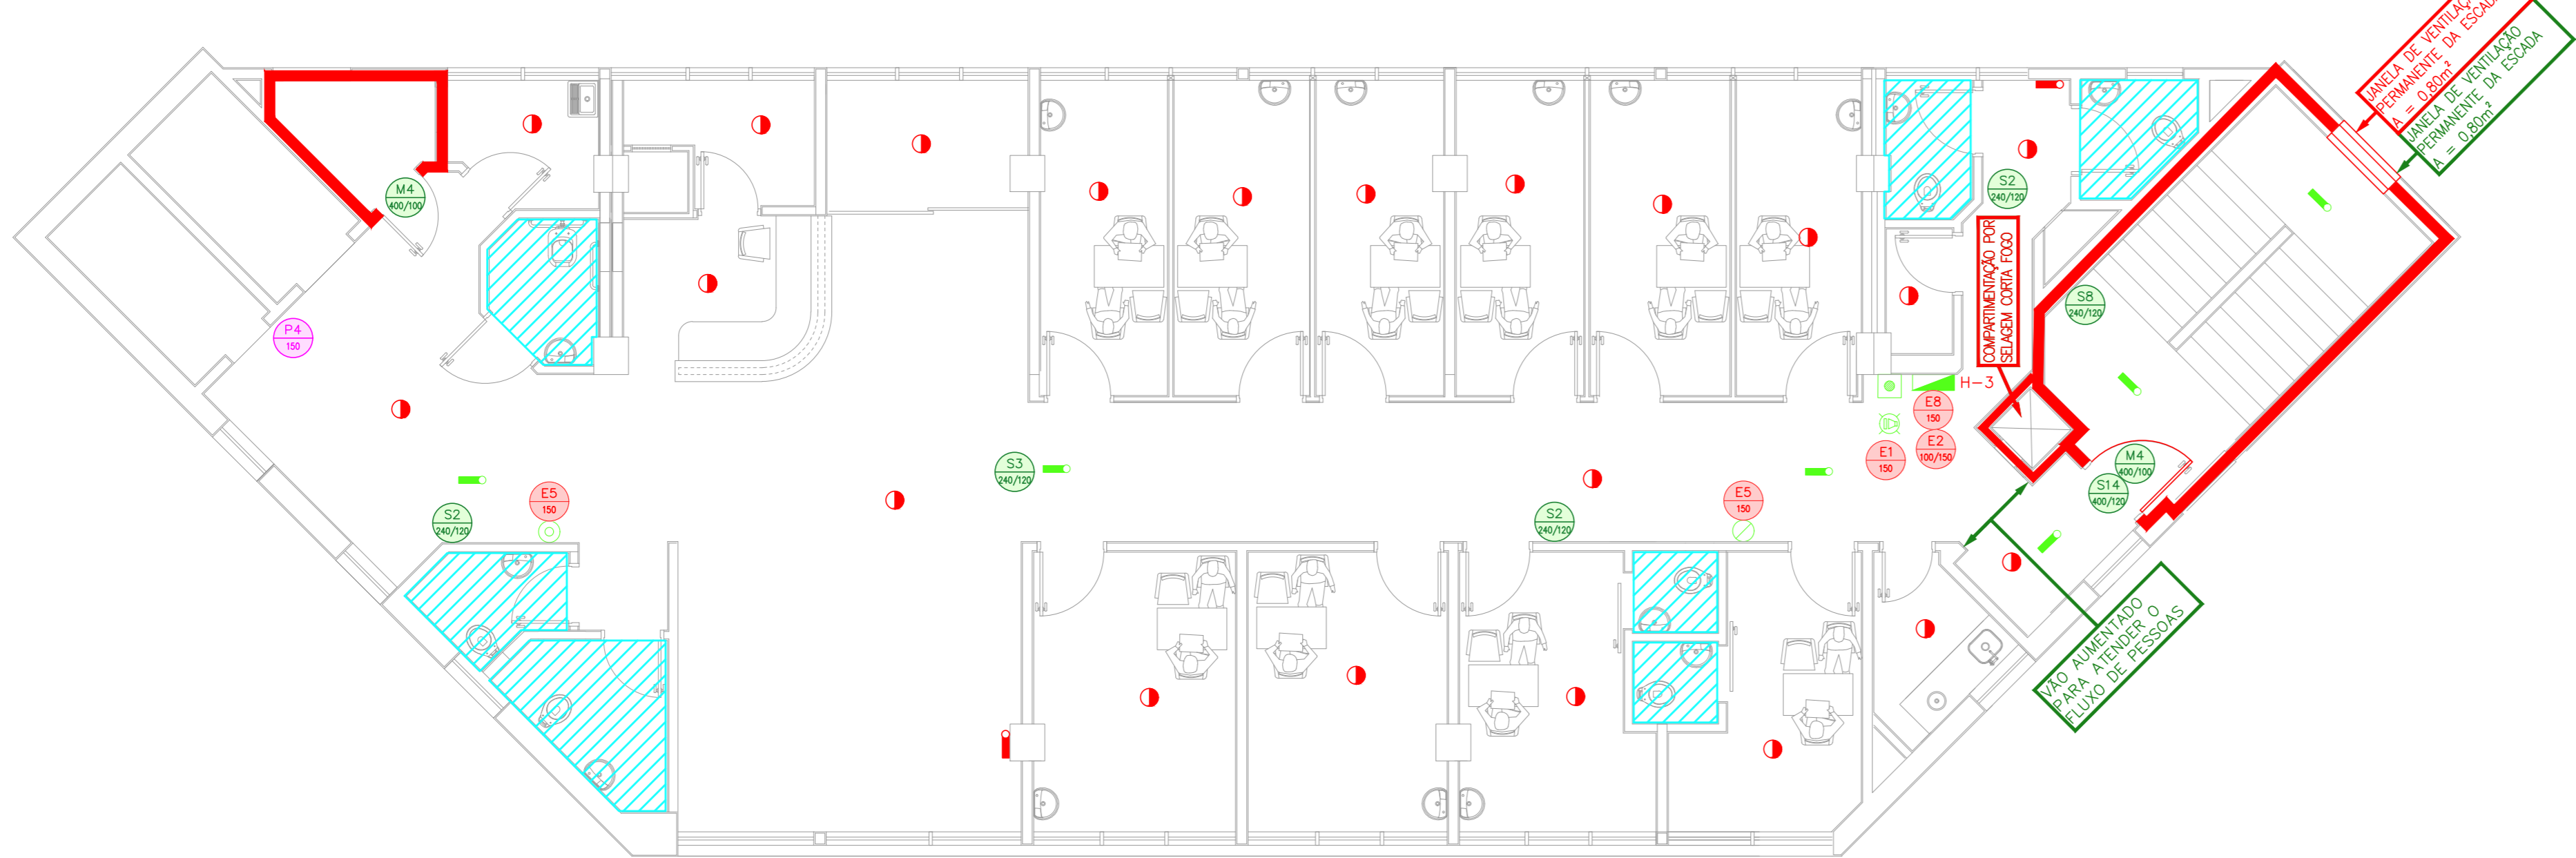 JANELA DE VENTILAÇÃO
PERMANENTE DA ESCADA
A = 0,80m²
JANELA DE VENTILAÇÃO
PERMANENTE DA ESCADA
A = 0,80m²
M4
400/100
S2
240/120
COMPARTIMENTAÇÃO POR
SELAGEM CORTA FOGO
S8
240/120
P4
150
H-3
E8
150
E2
100/150
E1
150
S3
240/120
M4
400/100
S14
400/120
E5
150
S2
240/120
E5
150
S2
240/120
VÃO AUMENTADO
PARA ATENDER O
FLUXO DE PESSOAS